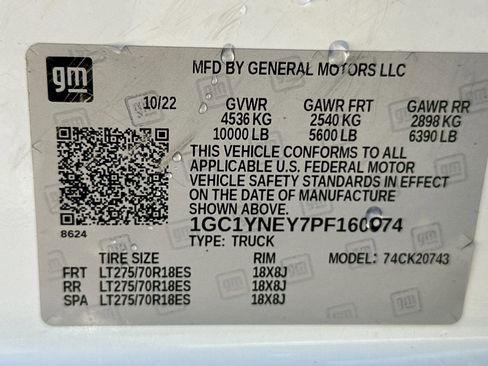 gm
MFD BY GENERAL MOTORS LLC
10/22 GVWR GAWR FRT GAWR RR
4536 KG 2540 KG 2898 KG
10000 LB 5600 LB 6390 LB
THIS VEHICLE CONFORMS TO ALL
APPLICABLE U.S. FEDERAL MOTOR
VEHICLE SAFETY STANDARDS IN EFFECT
ON THE DATE OF MANUFACTURE
SHOWN ABOVE.
8624
1GC1YNEY7PF160074
TYPE: TRUCK
TIRE SIZE RIM MODEL: 74CK20743
FRT LT275/70R18ES 18X8J
RR LT275/70R18ES 18X8J
SPA LT275/70R18ES 18X8J